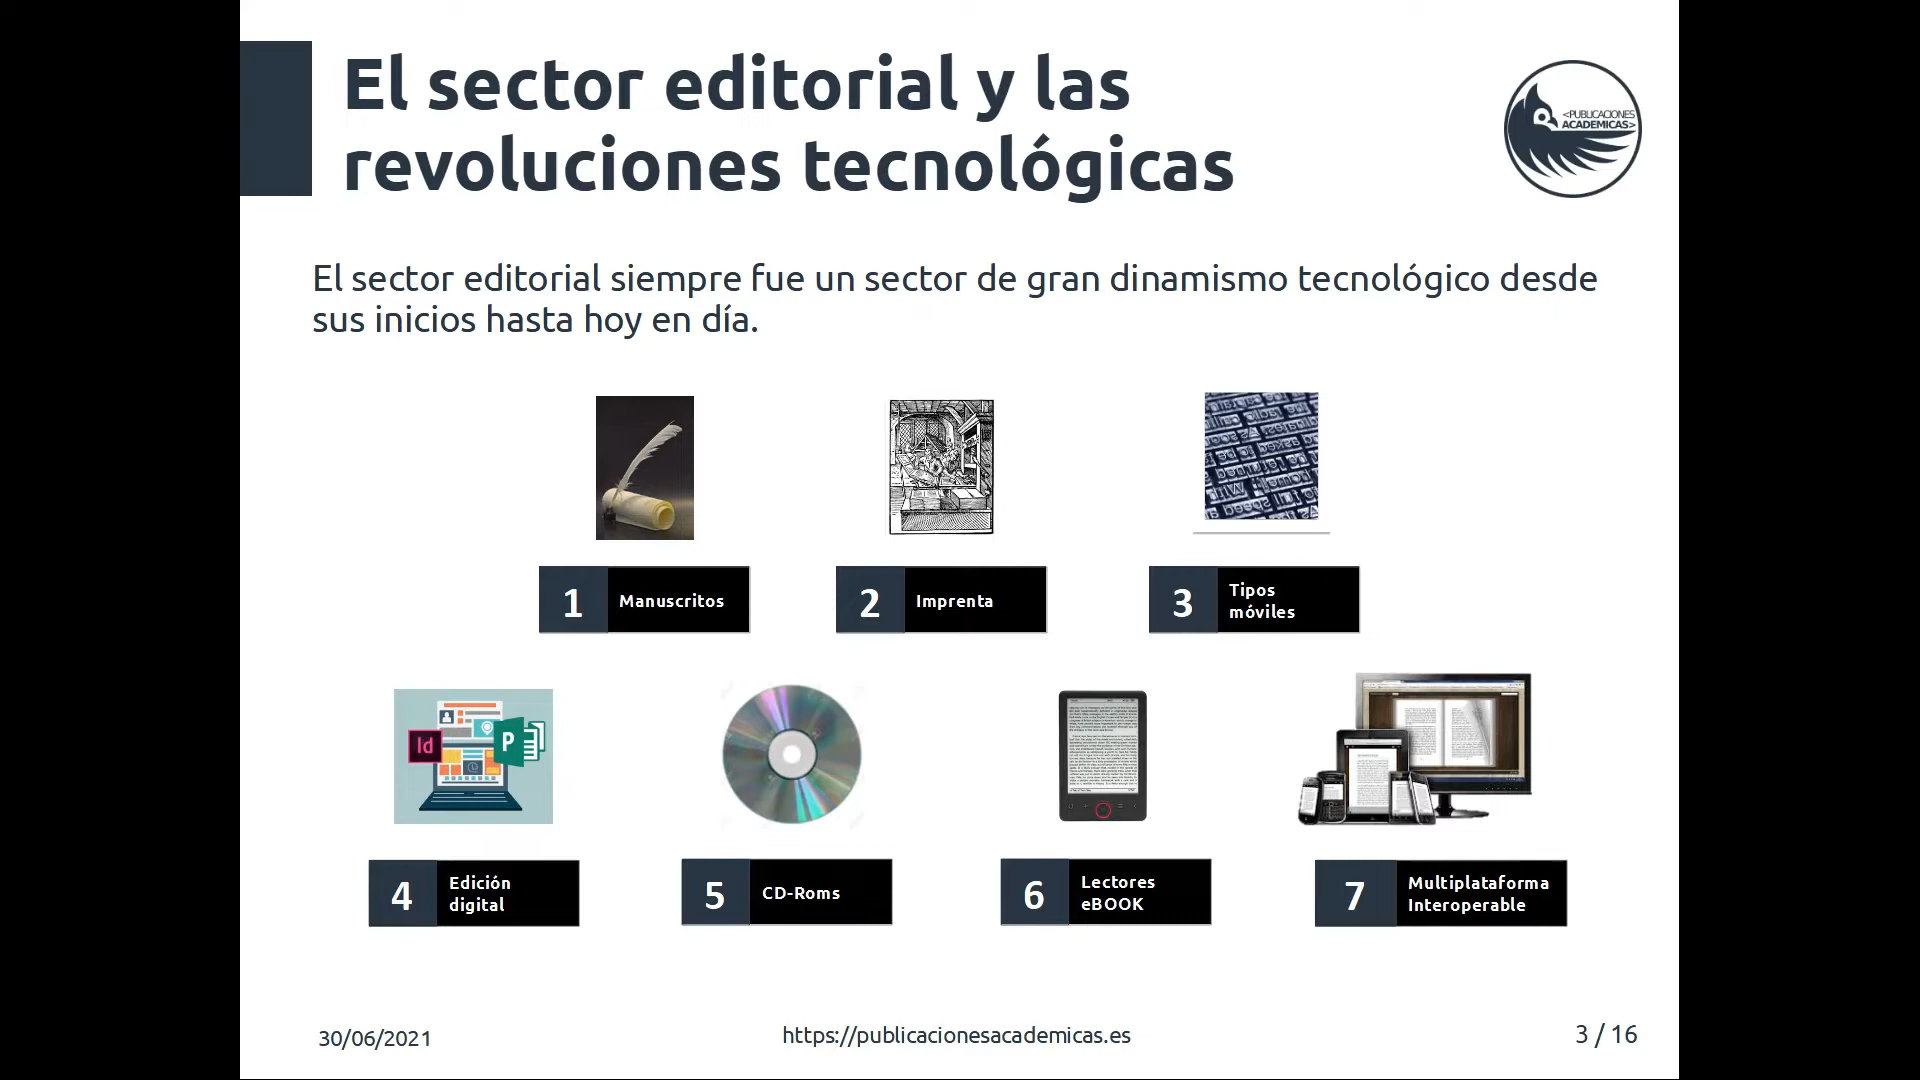 El sector editorial y las
revoluciones tecnológicas
<PUBLICACIONES
ACADEMICAS>
El sector editorial siempre fue un sector de gran dinamismo tecnológico desde
sus inicios hasta hoy en día.
1 Manuscritos
2 Imprenta
3 Tipos
móviles
Id
P
4 Edición
digital
5 CD-Roms
6 Lectores
eBOOK
7 Multiplataforma
Interoperable
30/06/2021
https://publicacionesacademicas.es
3 / 16